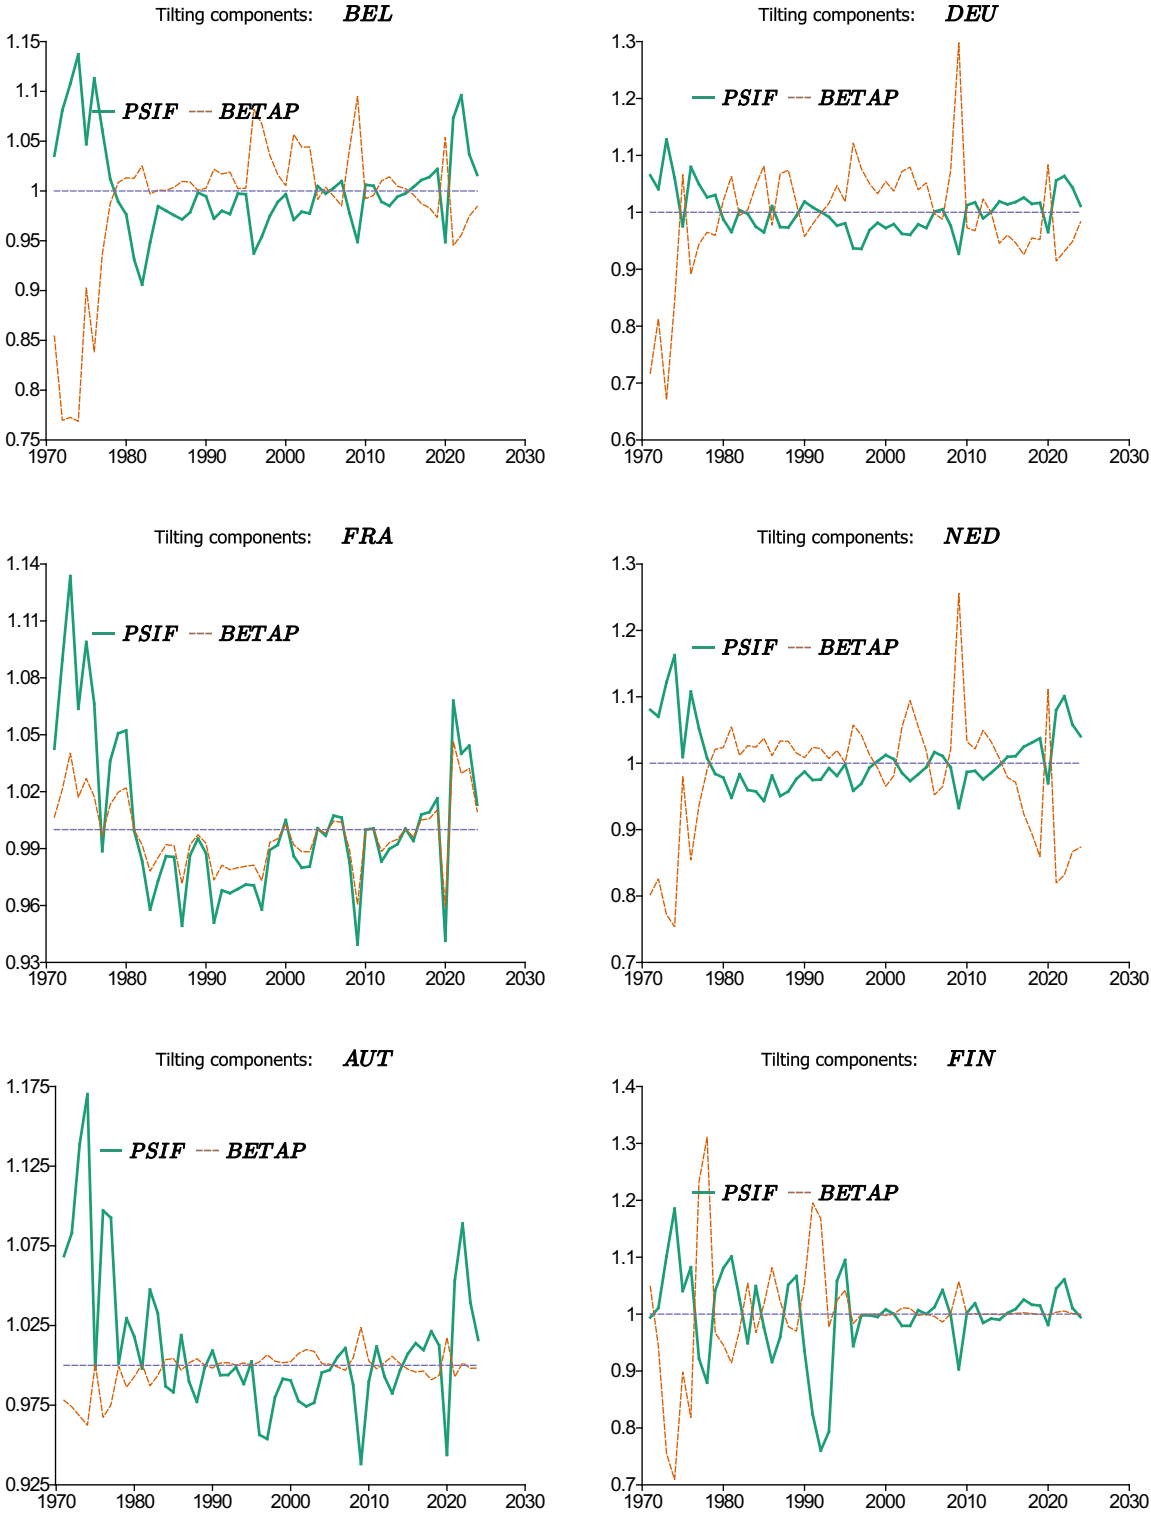 Tilting components: BEL
1.15
1.1
1.05
1
0.95
0.9
0.85
0.8
0.75
PSIF BETAP
1970 1980 1990 2000 2010 2020 2030
Tilting components: DEU
1.3
1.2
1.1
1
0.9
0.8
0.7
0.6
PSIF BETAP
1970 1980 1990 2000 2010 2020 2030
Tilting components: FRA
1.14
1.11
1.08
1.05
1.02
0.99
0.96
0.93
PSIF BETAP
1970 1980 1990 2000 2010 2020 2030
Tilting components: NED
1.3
1.2
1.1
1
0.9
0.8
0.7
PSIF BETAP
1970 1980 1990 2000 2010 2020 2030
Tilting components: AUT
1.175
1.125
1.075
1.025
0.975
0.925
PSIF BETAP
1970 1980 1990 2000 2010 2020 2030
Tilting components: FIN
1.4
1.3
1.2
1.1
1
0.9
0.8
0.7
PSIF BETAP
1970 1980 1990 2000 2010 2020 2030